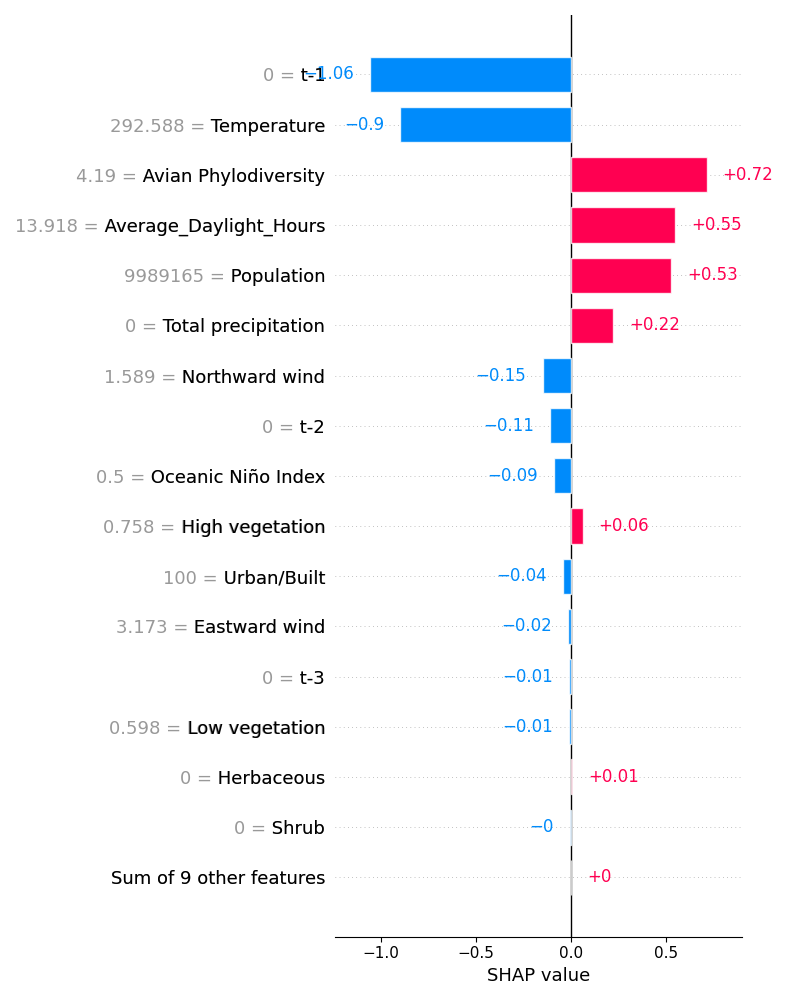 0 = t-1 −1.06
292.588 = Temperature −0.9
4.19 = Avian Phylodiversity +0.72
13.918 = Average_Daylight_Hours +0.55
9989165 = Population +0.53
0 = Total precipitation +0.22
1.589 = Northward wind −0.15
0 = t-2 −0.11
0.5 = Oceanic Niño Index −0.09
0.758 = High vegetation +0.06
100 = Urban/Built −0.04
3.173 = Eastward wind −0.02
0 = t-3 −0.01
0.598 = Low vegetation −0.01
0 = Herbaceous +0.01
0 = Shrub −0
Sum of 9 other features +0
−1.0 −0.5 0.0 0.5
SHAP value